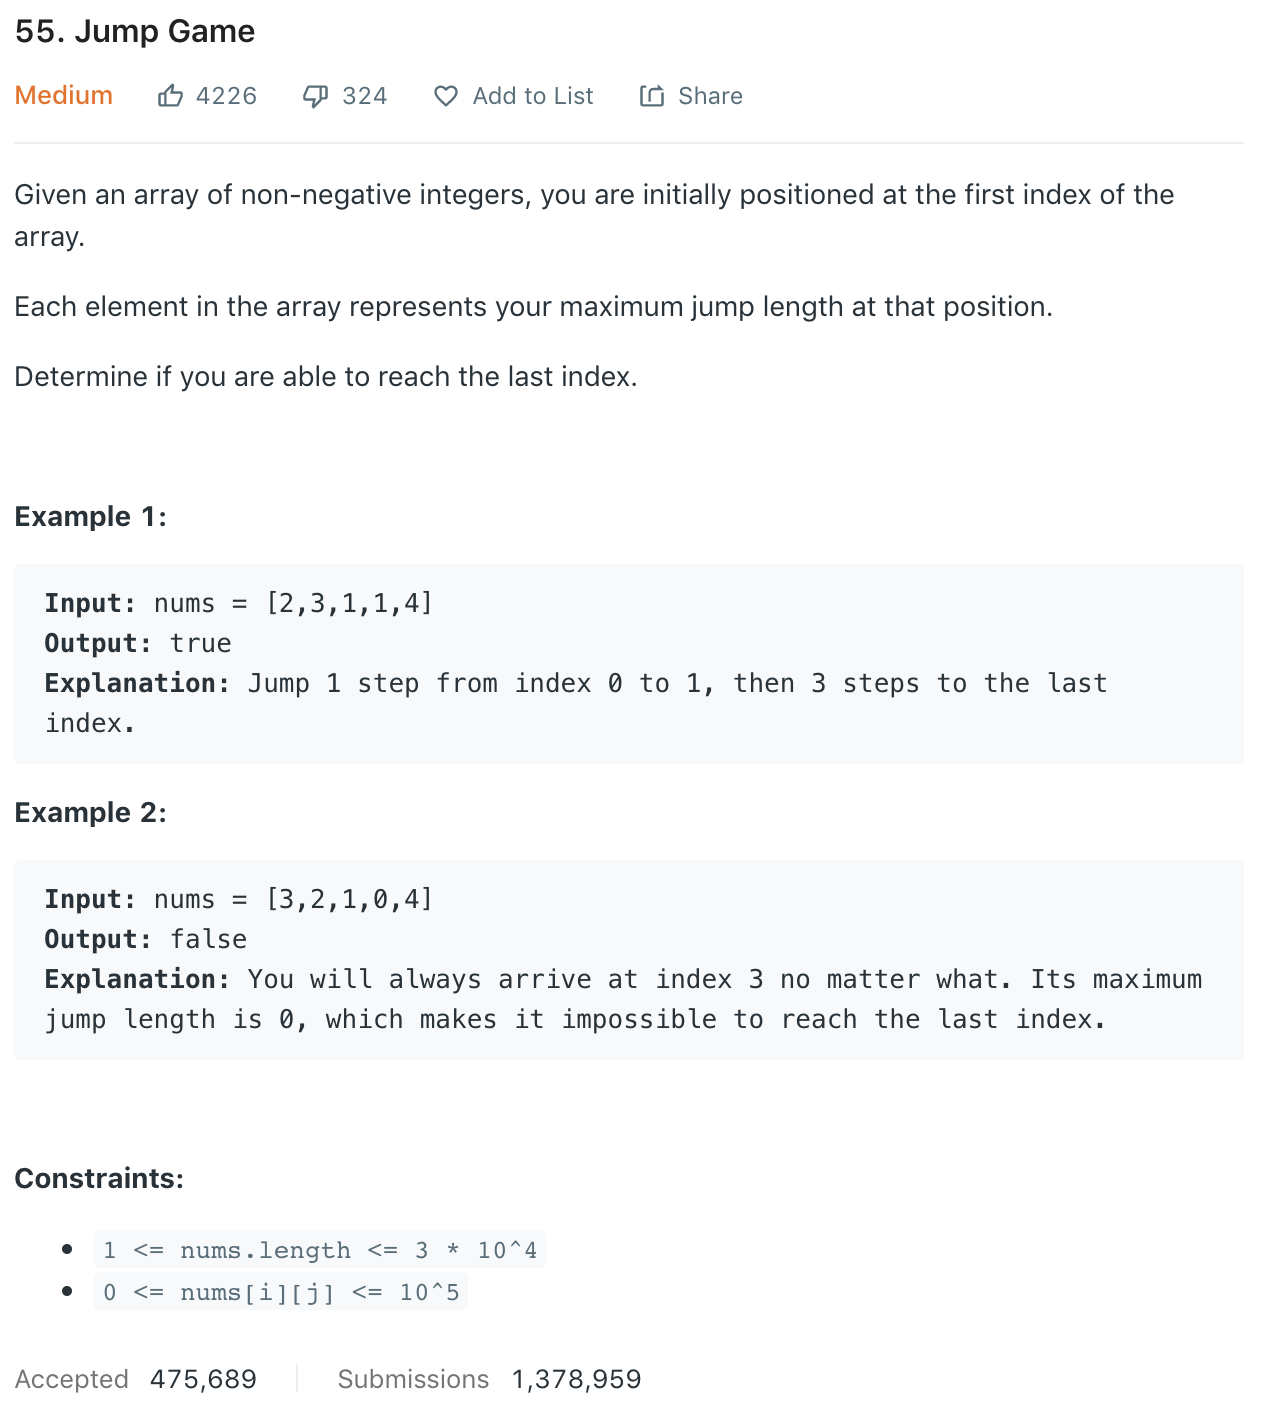 55. Jump Game
Medium 4226 324 Add to List Share
Given an array of non-negative integers, you are initially positioned at the first index of the
array.
Each element in the array represents your maximum jump length at that position.
Determine if you are able to reach the last index.
Example 1:
Input: nums = [2,3,1,1,4]
Output: true
Explanation: Jump 1 step from index 0 to 1, then 3 steps to the last
index.
Example 2:
Input: nums = [3,2,1,0,4]
Output: false
Explanation: You will always arrive at index 3 no matter what. Its maximum
jump length is 0, which makes it impossible to reach the last index.
Constraints:
1 <= nums.length <= 3 * 10^4
0 <= nums[i][j] <= 10^5
Accepted 475,689 Submissions 1,378,959